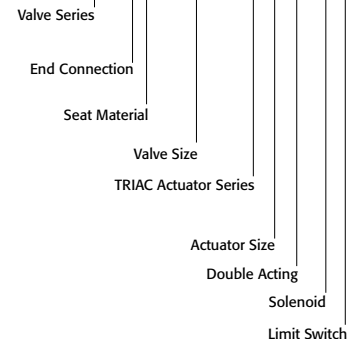 Valve Series
End Connection
Seat Material
Valve Size
TRIAC Actuator Series
Actuator Size
Double Acting
Solenoid
Limit Switch